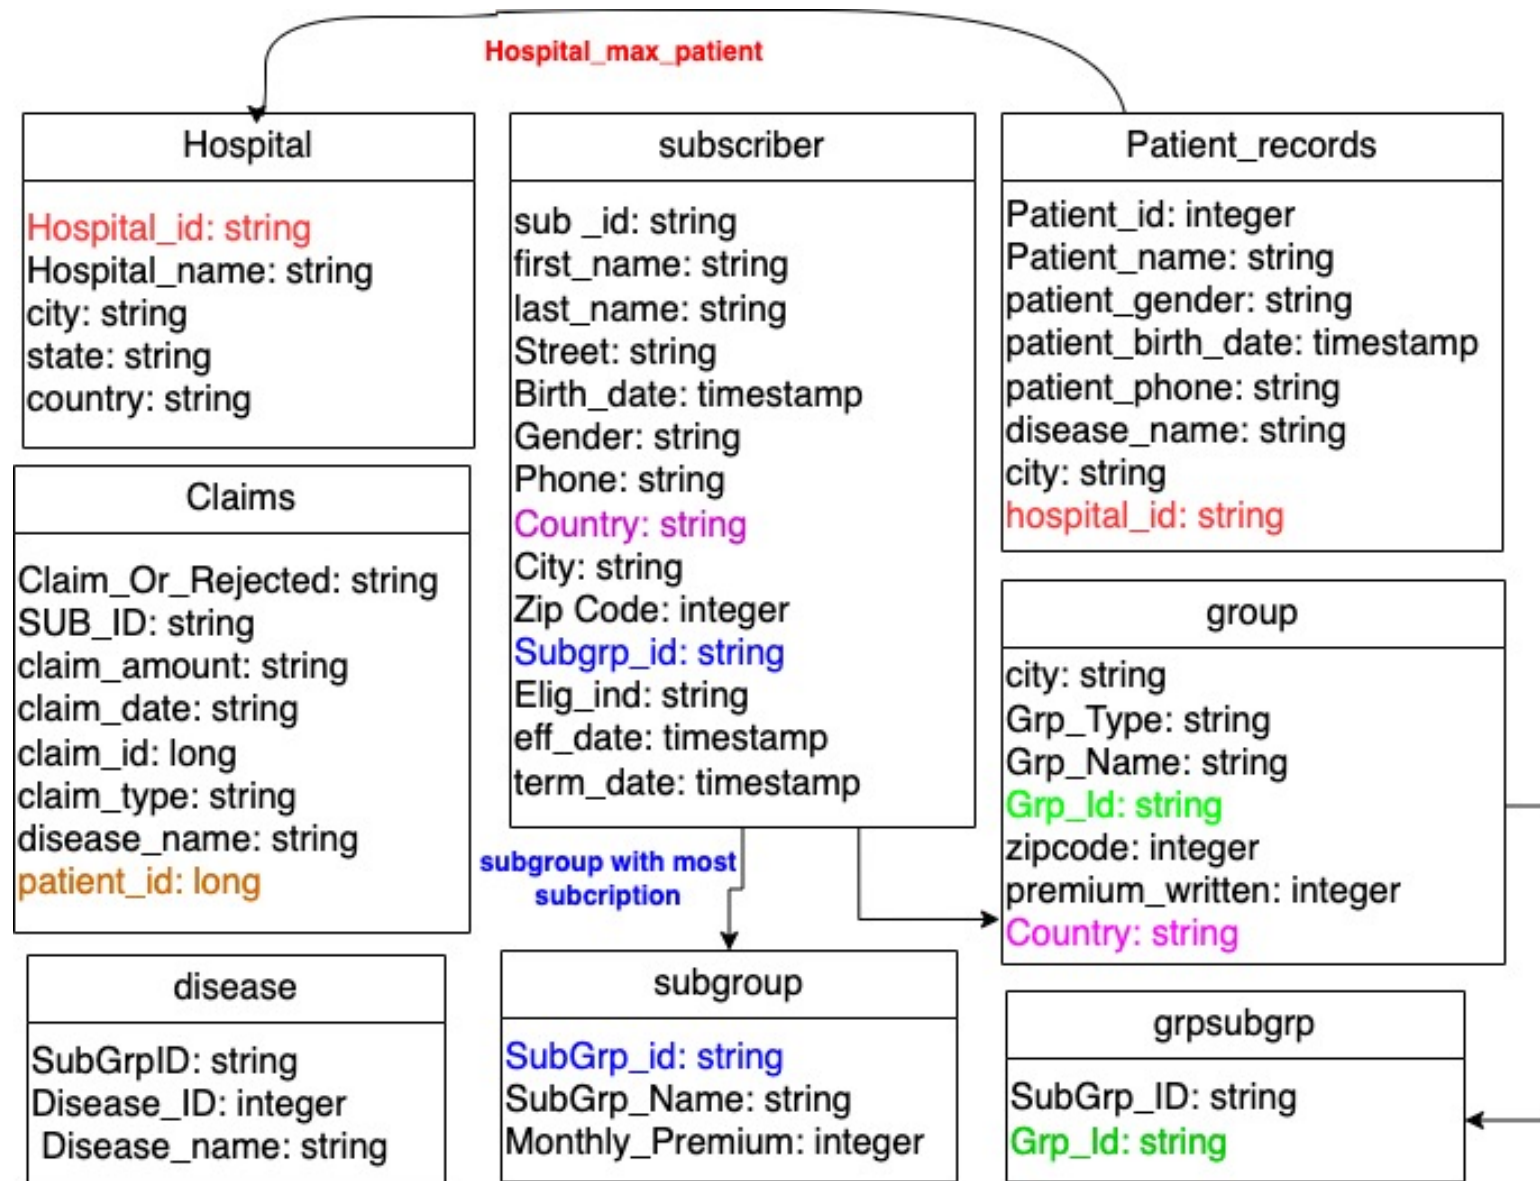 Hospital_max_patient
Hospital
Hospital_id: string
Hospital_name: string
city: string
state: string
country: string
subscriber
sub _id: string
first_name: string
last_name: string
Street: string
Birth_date: timestamp
Gender: string
Phone: string
Country: string
City: string
Zip Code: integer
Subgrp_id: string
Elig_ind: string
eff_date: timestamp
term_date: timestamp
Patient_records
Patient_id: integer
Patient_name: string
patient_gender: string
patient_birth_date: timestamp
patient_phone: string
disease_name: string
city: string
hospital_id: string
Claims
Claim_Or_Rejected: string
SUB_ID: string
claim_amount: string
claim_date: string
claim_id: long
claim_type: string
disease_name: string
patient_id: long
group
city: string
Grp_Type: string
Grp_Name: string
Grp_Id: string
zipcode: integer
premium_written: integer
Country: string
subgroup with most
subcription
disease
SubGrpID: string
Disease_ID: integer
Disease_name: string
subgroup
SubGrp_id: string
SubGrp_Name: string
Monthly_Premium: integer
grpsubgrp
SubGrp_ID: string
Grp_Id: string